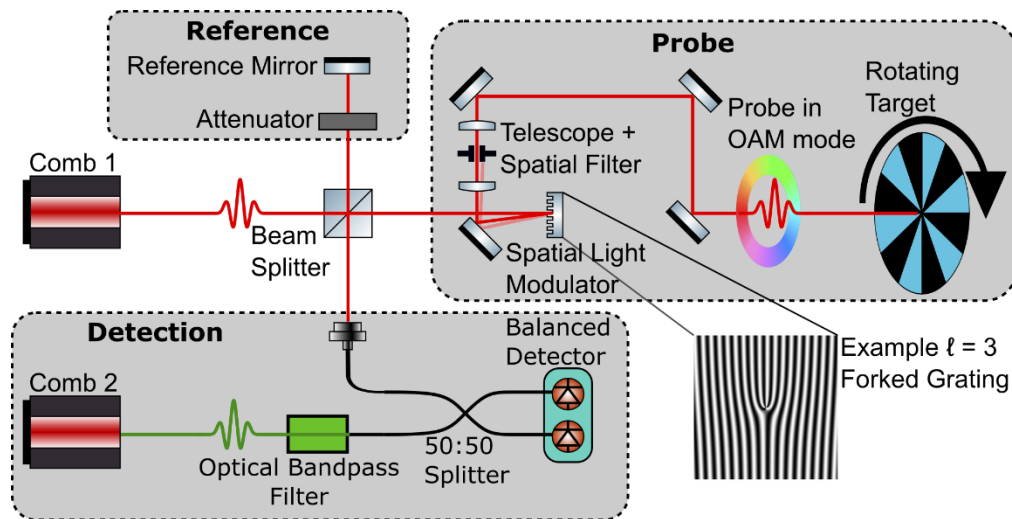 Reference
Reference Mirror
Attenuator
Probe
Rotating
Target
Probe in
OAM mode
Telescope +
Spatial Filter
Comb 1
Beam
Splitter
Spatial Light
Modulator
Detection
Balanced
Detector
Example ℓ = 3
Forked Grating
Comb 2
Optical Bandpass
Filter
50:50
Splitter